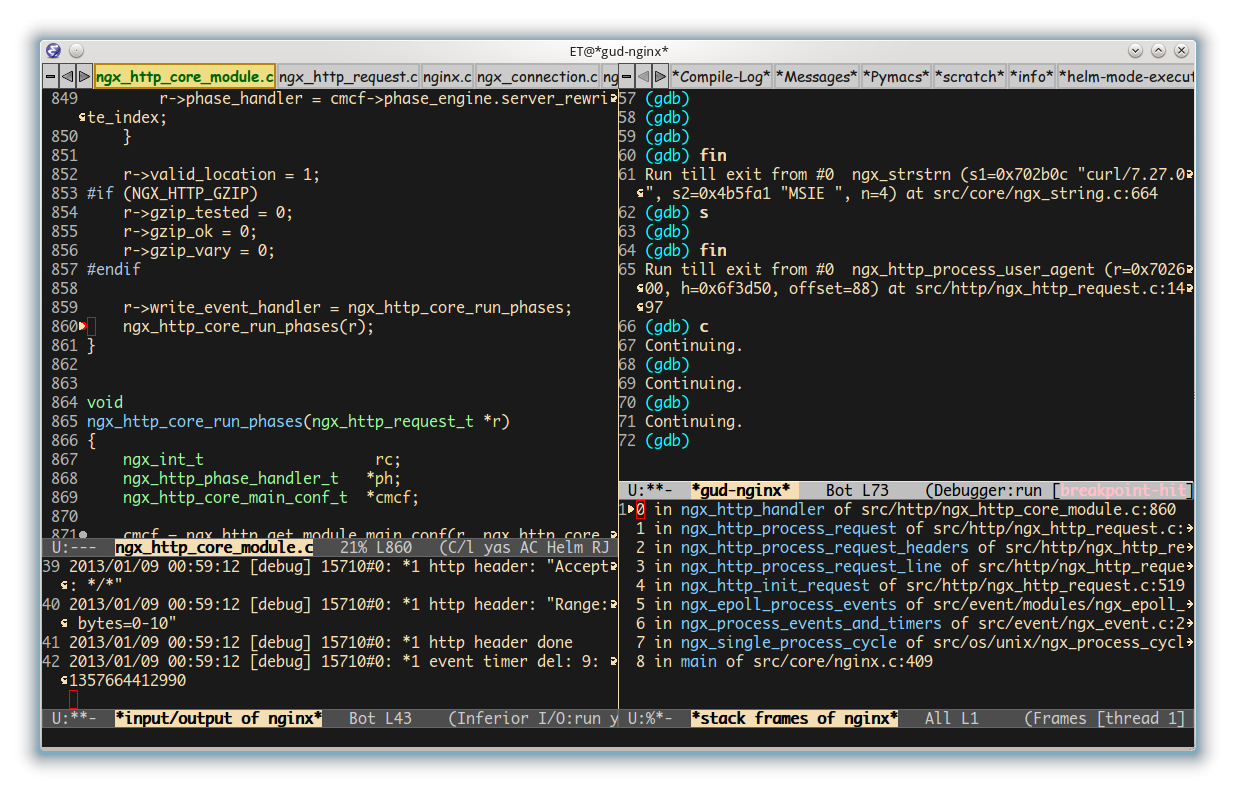 ET@*gud-nginx*
ngx_http_core_module.c ngx_http_request.c nginx.c ngx_connection.c ng
849         r->phase_handler = cmcf->phase_engine.server_rewri
te_index;
850     }
851
852     r->valid_location = 1;
853 #if (NGX_HTTP_GZIP)
854     r->gzip_tested = 0;
855     r->gzip_ok = 0;
856     r->gzip_vary = 0;
857 #endif
858
859     r->write_event_handler = ngx_http_core_run_phases;
860     ngx_http_core_run_phases(r);
861 }
862
863
864 void
865 ngx_http_core_run_phases(ngx_http_request_t *r)
866 {
867     ngx_int_t                   rc;
868     ngx_http_phase_handler_t   *ph;
869     ngx_http_core_main_conf_t  *cmcf;
870
871     cmcf = ngx_http_get_module_main_conf(r, ngx_http_core_
U:---  ngx_http_core_module.c   21% L860   (C/l yas AC Helm RJ
39 2013/01/09 00:59:12 [debug] 15710#0: *1 http header: "Accept
: */*"
40 2013/01/09 00:59:12 [debug] 15710#0: *1 http header: "Range:
bytes=0-10"
41 2013/01/09 00:59:12 [debug] 15710#0: *1 http header done
42 2013/01/09 00:59:12 [debug] 15710#0: *1 event timer del: 9:
1357664412990
U:**-  *input/output of nginx*   Bot L43    (Inferior I/O:run y
*Compile-Log* *Messages* *Pymacs* *scratch* *info* *helm-mode-execut
57 (gdb)
58 (gdb)
59 (gdb)
60 (gdb) fin
61 Run till exit from #0  ngx_strstrn (s1=0x702b0c "curl/7.27.0
", s2=0x4b5fa1 "MSIE ", n=4) at src/core/ngx_string.c:664
62 (gdb) s
63 (gdb)
64 (gdb) fin
65 Run till exit from #0  ngx_http_process_user_agent (r=0x7026
00, h=0x6f3d50, offset=88) at src/http/ngx_http_request.c:14
97
66 (gdb) c
67 Continuing.
68 (gdb)
69 Continuing.
70 (gdb)
71 Continuing.
72 (gdb)
U:**-  *gud-nginx*    Bot L73    (Debugger:run [breakpoint-hit]
1 0 in ngx_http_handler of src/http/ngx_http_core_module.c:860
1 in ngx_http_process_request of src/http/ngx_http_request.c:
2 in ngx_http_process_request_headers of src/http/ngx_http_re
3 in ngx_http_process_request_line of src/http/ngx_http_reque
4 in ngx_http_init_request of src/http/ngx_http_request.c:519
5 in ngx_epoll_process_events of src/event/modules/ngx_epoll_
6 in ngx_process_events_and_timers of src/event/ngx_event.c:2
7 in ngx_single_process_cycle of src/os/unix/ngx_process_cycl
8 in main of src/core/nginx.c:409
U:%*-  *stack frames of nginx*   All L1     (Frames [thread 1]